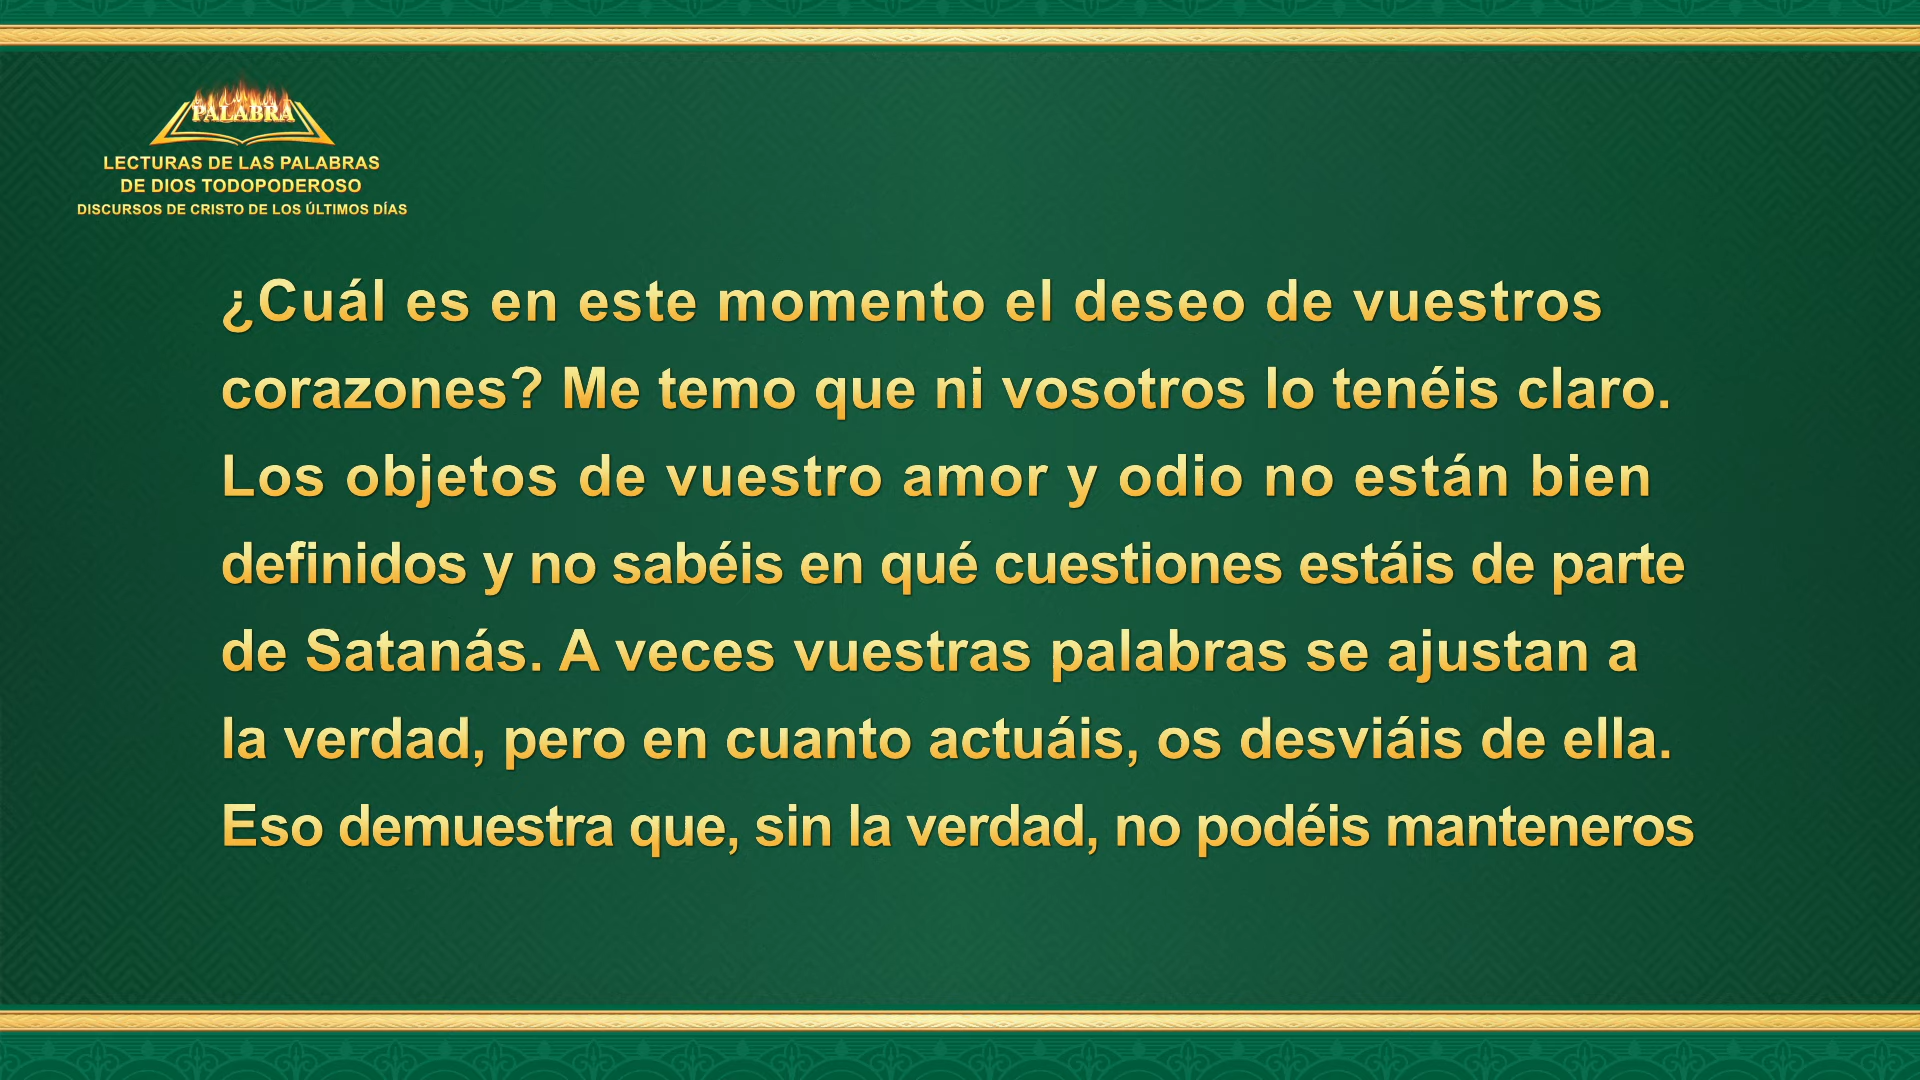 PALABRA
LECTURAS DE LAS PALABRAS
DE DIOS TODOPODEROSO
DISCURSOS DE CRISTO DE LOS ÚLTIMOS DÍAS
¿Cuál es en este momento el deseo de vuestros
corazones? Me temo que ni vosotros lo tenéis claro.
Los objetos de vuestro amor y odio no están bien
definidos y no sabéis en qué cuestiones estáis de parte
de Satanás. A veces vuestras palabras se ajustan a
la verdad, pero en cuanto actuáis, os desviáis de ella.
Eso demuestra que, sin la verdad, no podéis manteneros